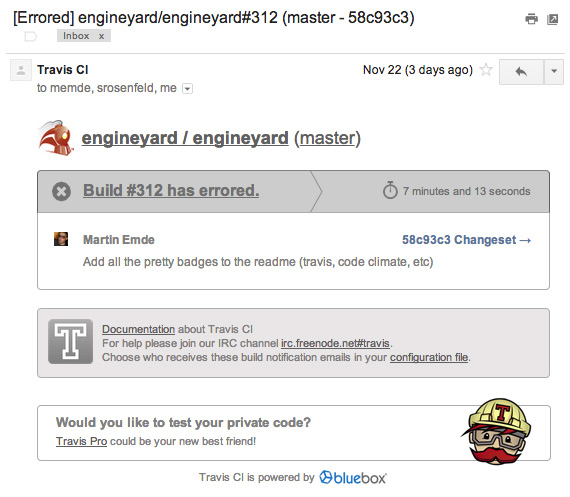 [Errored] engineyard/engineyard#312 (master - 58c93c3)
Inbox x
Travis CI
Nov 22 (3 days ago)
to memde, srosenfeld, me
engineyard / engineyard (master)
Build #312 has errored.
7 minutes and 13 seconds
Martin Emde
58c93c3 Changeset →
Add all the pretty badges to the readme (travis, code climate, etc)
T
Documentation about Travis CI
For help please join our IRC channel irc.freenode.net#travis.
Choose who receives these build notification emails in your configuration file.
Would you like to test your private code?
Travis Pro could be your new best friend!
T
Travis CI is powered by bluebox